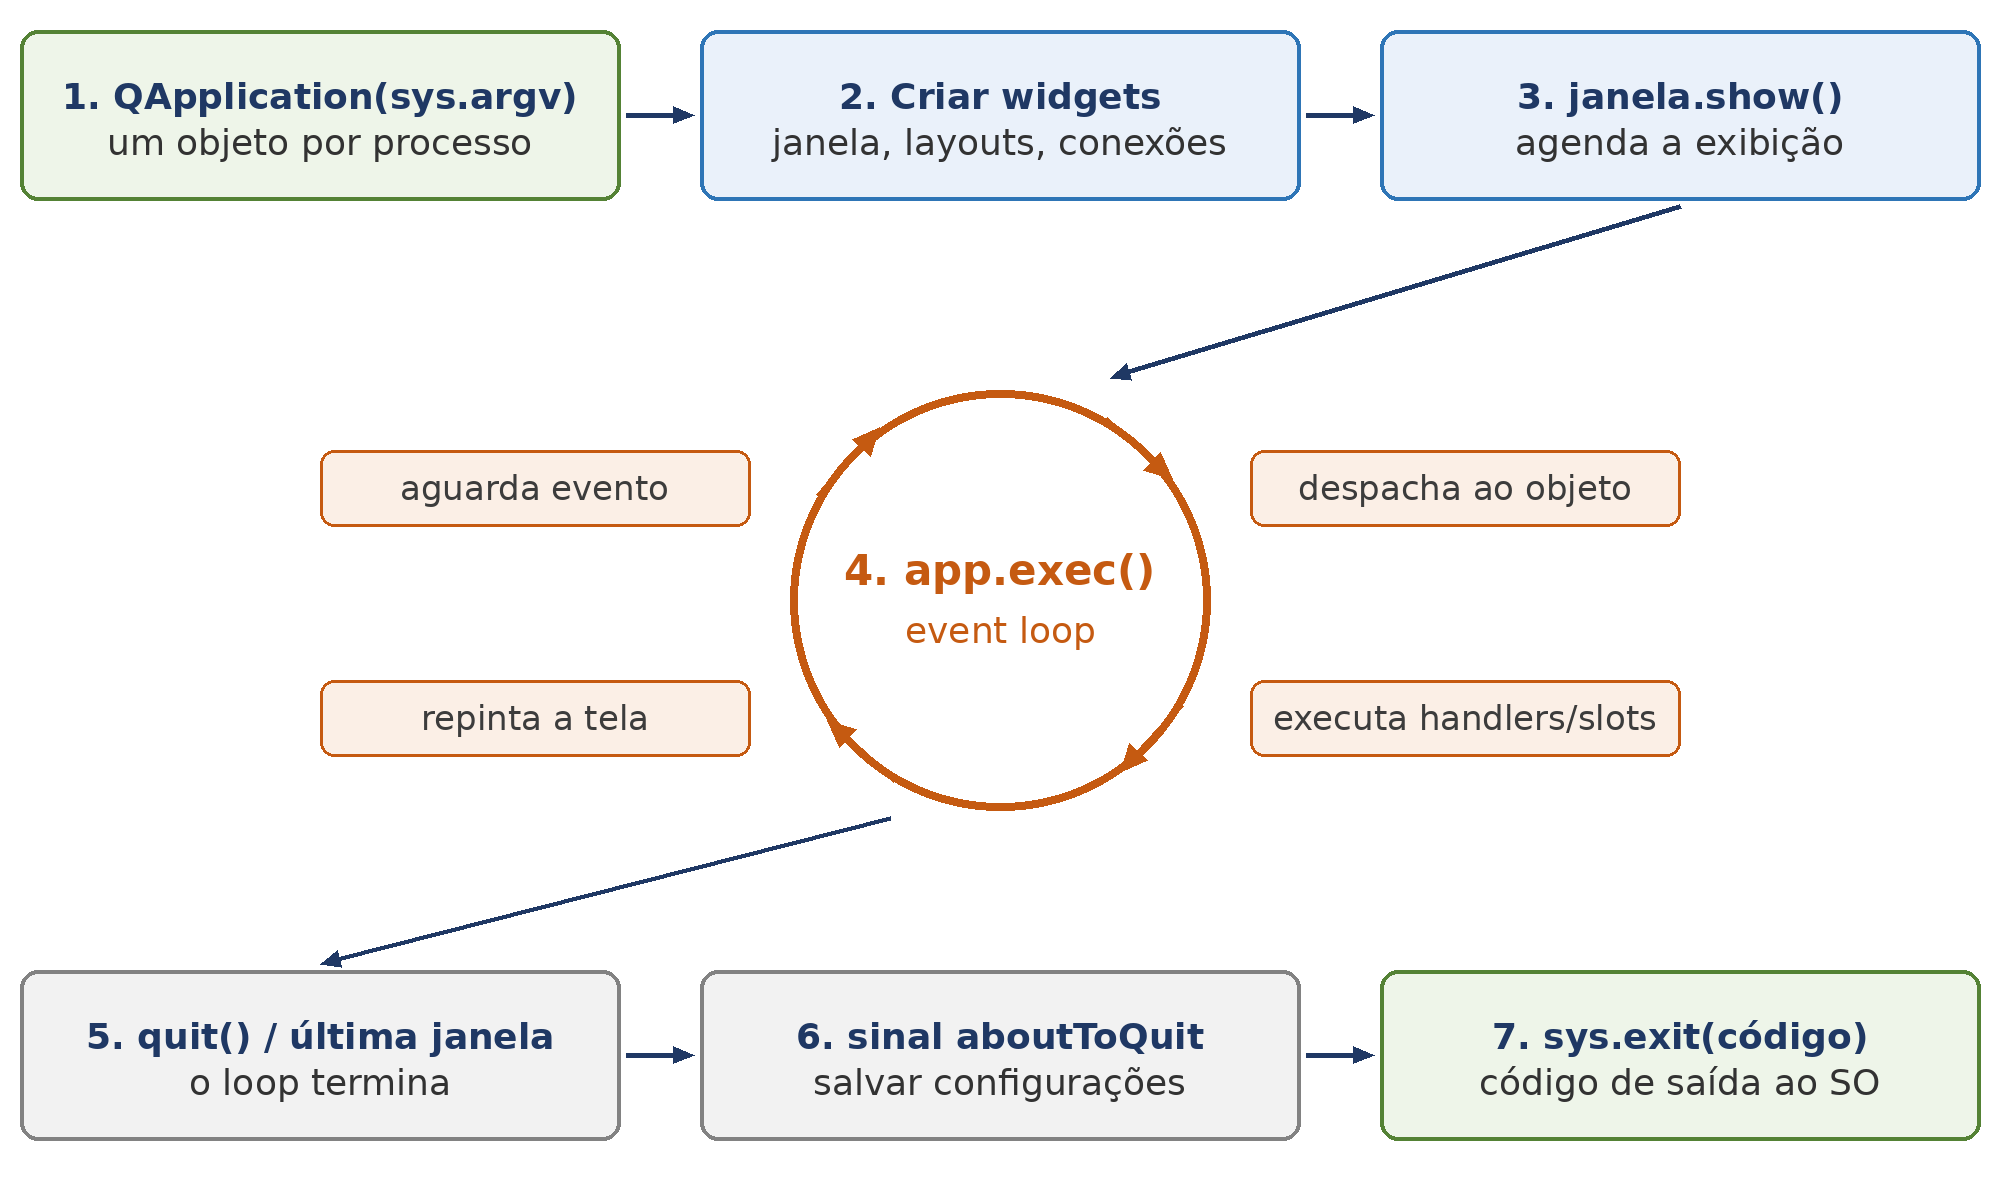 1. QApplication(sys.argv)
um objeto por processo
2. Criar widgets
janela, layouts, conexões
3. janela.show()
agenda a exibição
aguarda evento
despacha ao objeto
4. app.exec()
event loop
repinta a tela
executa handlers/slots
5. quit() / última janela
o loop termina
6. sinal aboutToQuit
salvar configurações
7. sys.exit(código)
código de saída ao SO